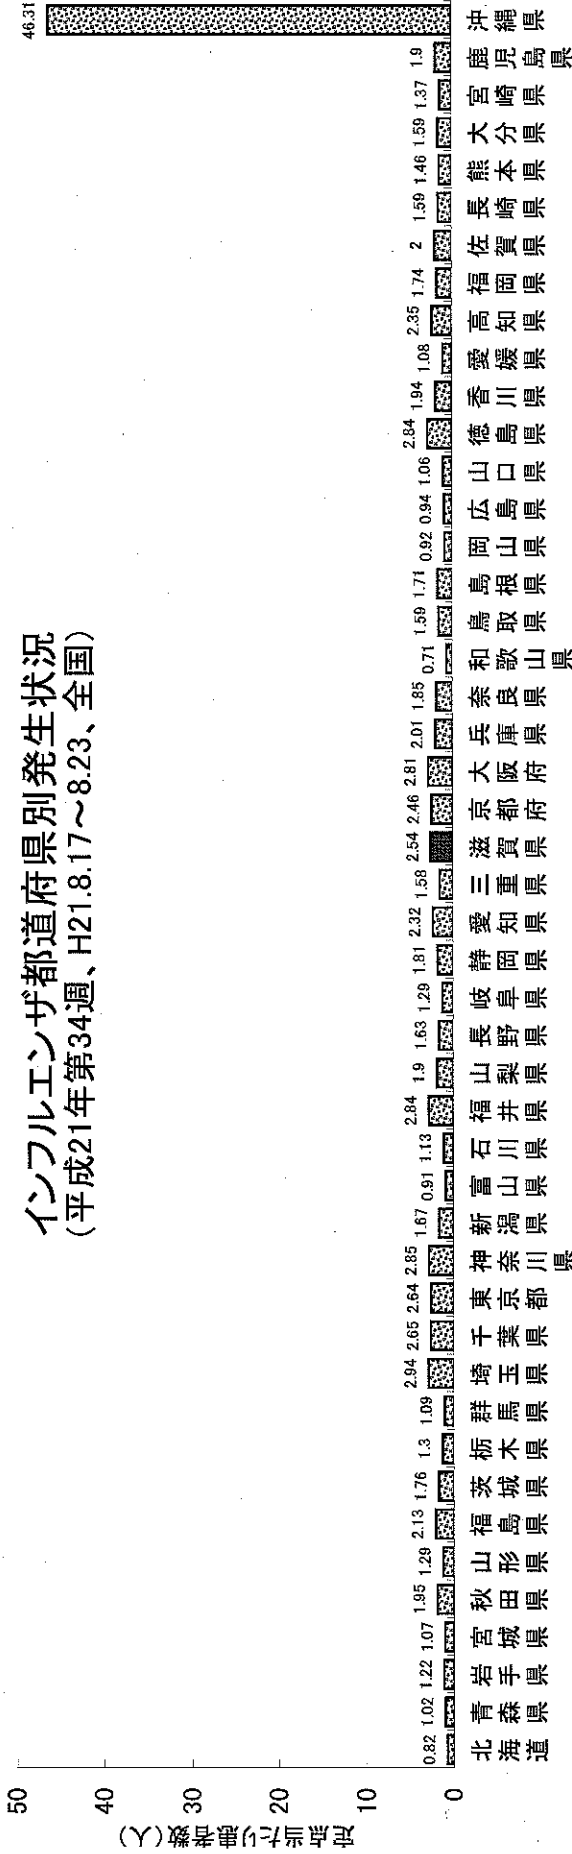 インフルエンザ都道府県別発生状況
(平成21年第34週、H21.8.17～8.23、全国)
定点当たり患者数(人)
50
40
30
20
10
0
0.82 1.02 1.22 1.07 1.95 1.29 2.13 1.76 1.3 1.09 2.94 2.65 2.64 2.85 1.67 0.91 1.13 2.84 1.9 1.63 1.29 1.81 2.32 1.58 2.54 2.46 2.81 2.01 1.85 0.71 1.59 1.71 0.92 0.94 1.06 2.84 1.94 1.08 2.35 1.74 2 1.59 1.46 1.59 1.37 1.9 46.31
北海道
青森県
岩手県
宮城県
秋田県
山形県
福島県
茨城県
栃木県
群馬県
埼玉県
千葉県
東京都
神奈川県
新潟県
富山県
石川県
福井県
山梨県
長野県
岐阜県
静岡県
愛知県
三重県
滋賀県
京都府
大阪府
兵庫県
奈良県
和歌山県
鳥取県
島根県
岡山県
広島県
山口県
徳島県
香川県
愛媛県
高知県
福岡県
佐賀県
長崎県
熊本県
大分県
宮崎県
鹿児島県
沖縄県